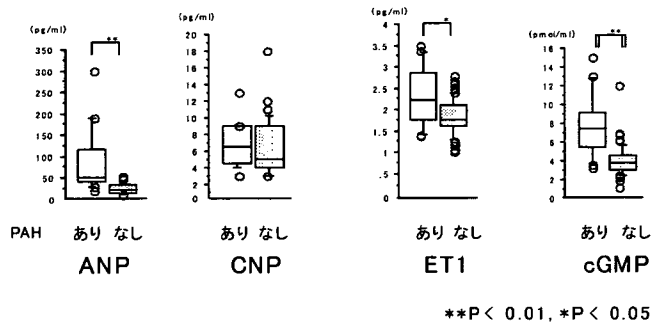 (pg/ml) (pg/ml) (pg/ml) (pmol/ml)
** * **
350 300 250 200 150 100 50 0
20 18 16 14 12 10 8 6 4 2 0
4 3.5 3 2.5 2 1.5 1 .5 0
16 14 12 10 8 6 4 2 0
PAH あり なし あり なし あり なし あり なし
ANP CNP ET1 cGMP
**P< 0.01, *P< 0.05